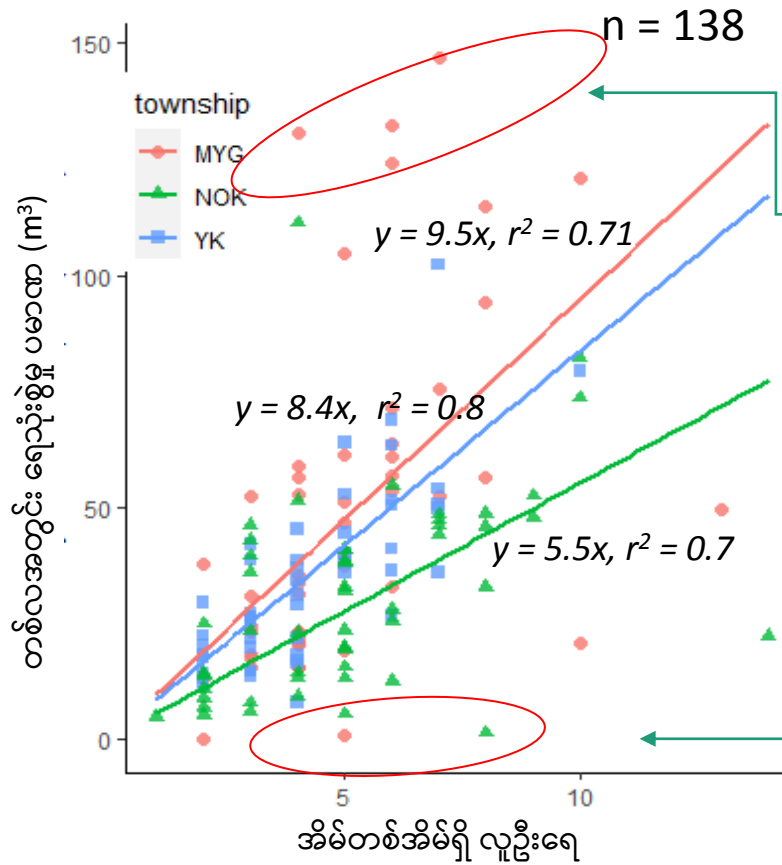 n = 138
150
township
MYG
NOK
YK
100
50
0
5
10
y = 9.5x, r² = 0.71
y = 8.4x, r² = 0.8
y = 5.5x, r² = 0.7
တစ်လအတွင်း ရေသုံးစွဲမှု ပမာဏ (m³)
အိမ်တစ်အိမ်ရှိ လူဦးရေ